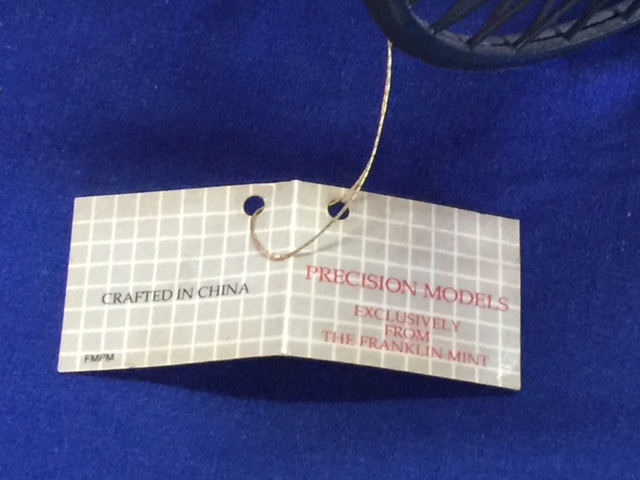 CRAFTED IN CHINA
FMPM
PRECISION MODELS
EXCLUSIVELY
FROM
THE FRANKLIN MINT